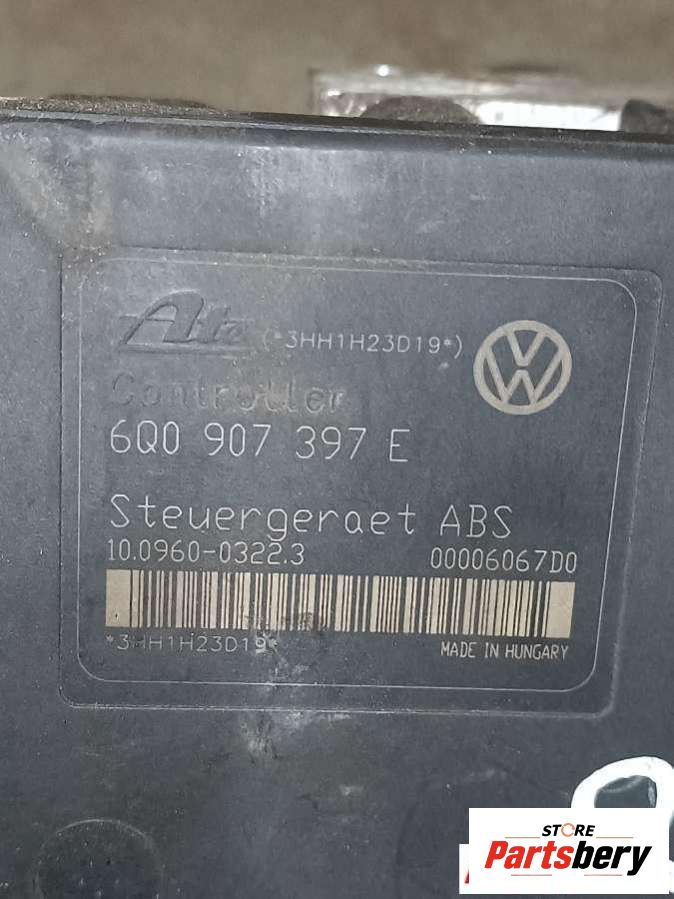 Ate (*3HH1H23D19*)
VW
Controller
6Q0 907 397 E
Steuergeraet ABS
10.0960-0322.3 00006067D0
*3HH1H23D19*
MADE IN HUNGARY
STORE
Partsbery